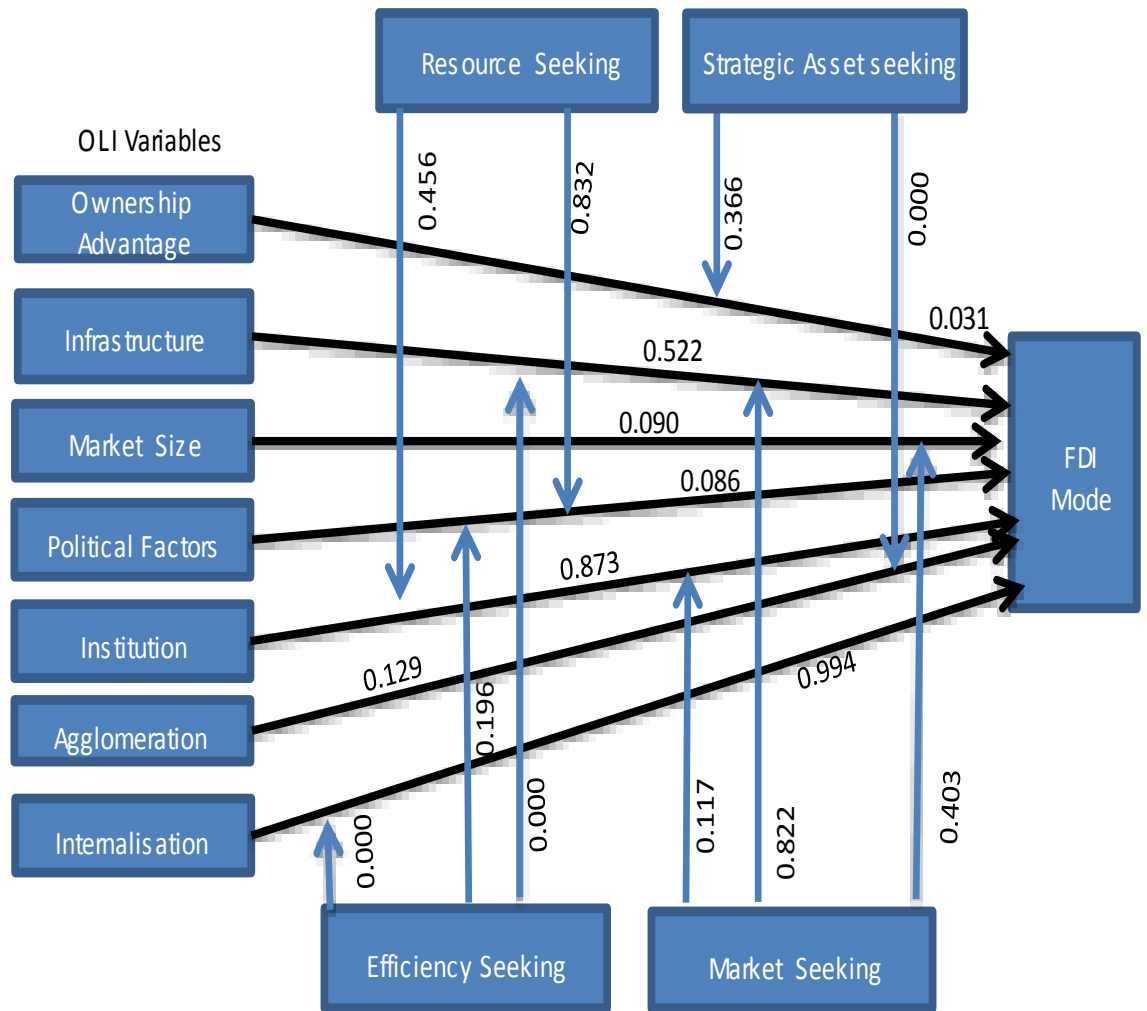 Resource Seeking
Strategic Asset seeking
OLI Variables
0.456
0.832
0.366
0.000
Ownership
Advantage
0.031
Infrastructure
0.522
Market Size
0.090
FDI
Mode
0.086
Political Factors
0.873
Institution
0.129
0.994
0.196
Agglomeration
0.000
0.117
0.822
0.403
Internalisation
0.000
Efficiency Seeking
Market Seeking